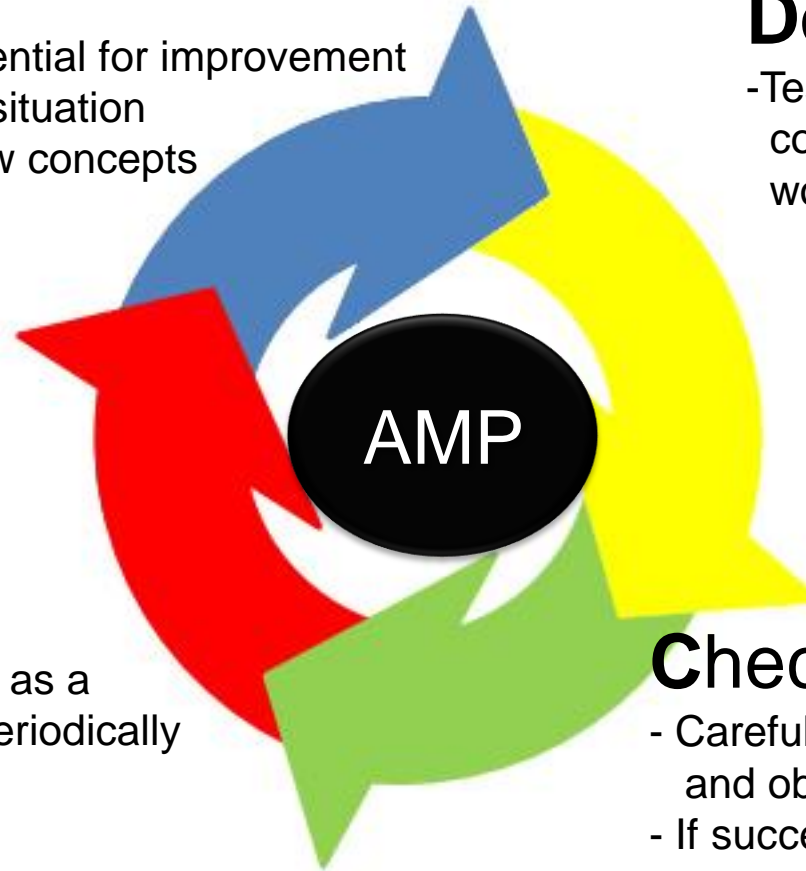 ential for improvement
situation
w concepts
D
-Te
co
w
AMP
as a
eriodically
Chec
- Careful
and ob
- If succe